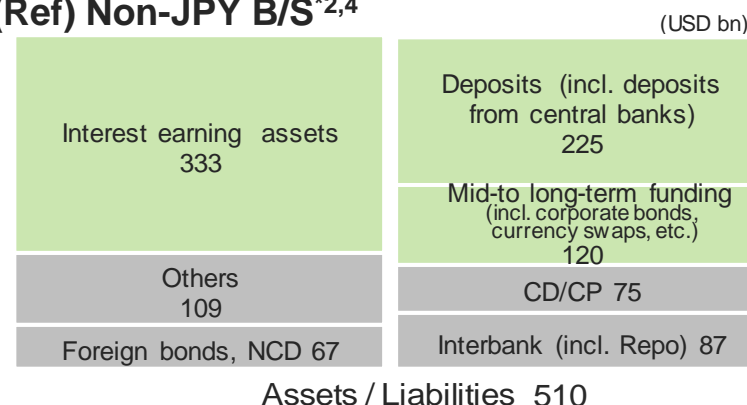 (Ref) Non-JPY B/S*2,4
(USD bn)
Interest earning assets
333
Others
109
Foreign bonds, NCD 67
Deposits (incl. deposits
from central banks)
225
Mid-to long-term funding
(incl. corporate bonds,
currency swaps, etc.)
120
CD/CP 75
Interbank (incl. Repo) 87
Assets / Liabilities 510